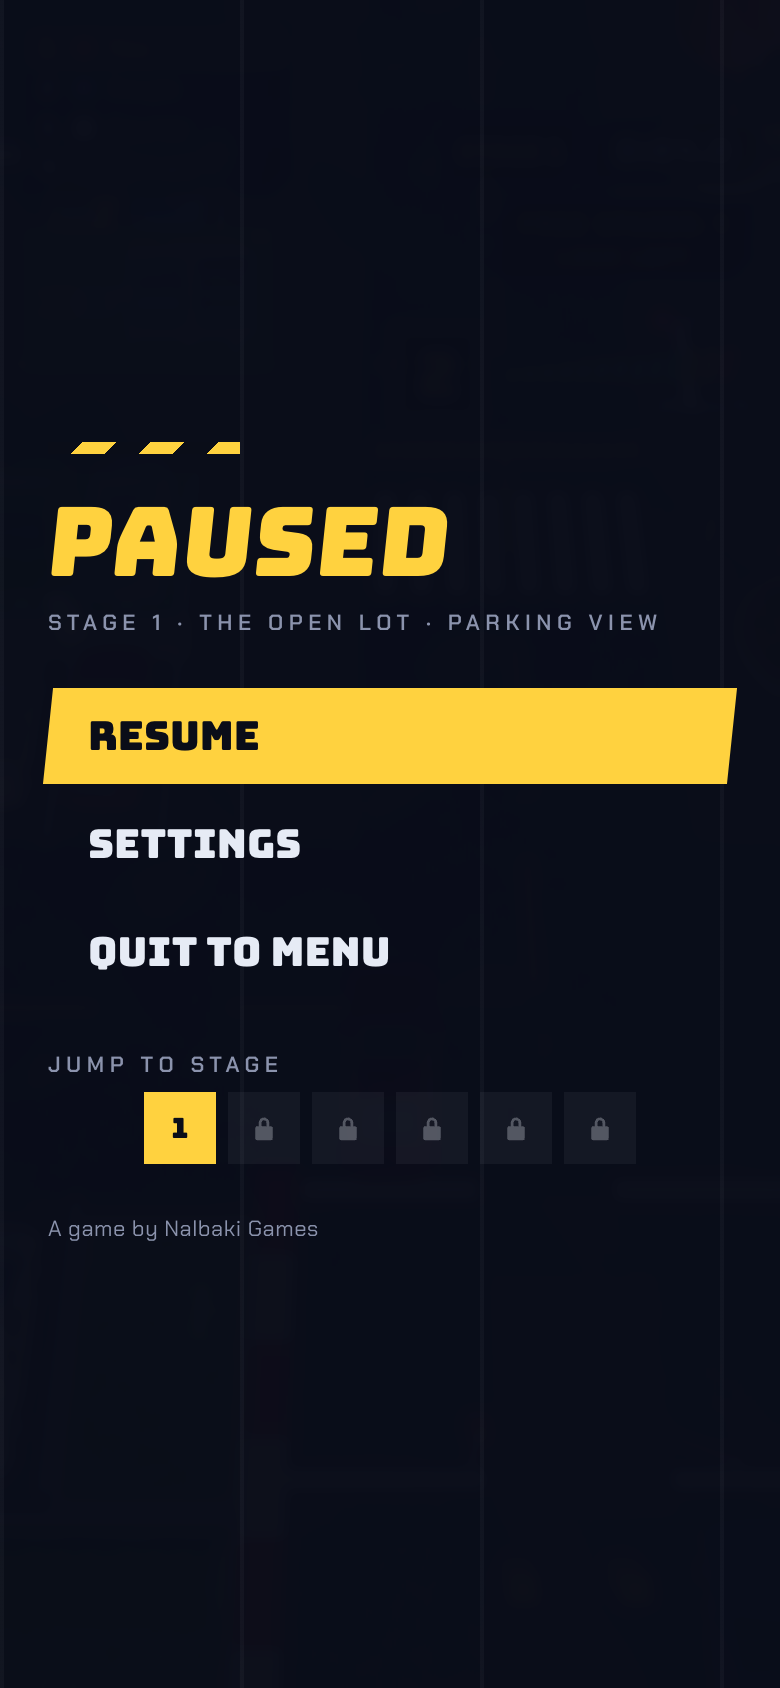 PAUSED
STAGE 1 · THE OPEN LOT · PARKING VIEW
RESUME
SETTINGS
QUIT TO MENU
JUMP TO STAGE
1
A game by Nalbaki Games